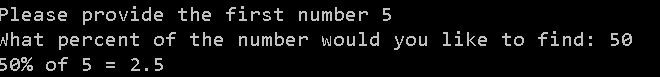 Please provide the first number 5
What percent of the number would you like to find: 50
50% of 5 = 2.5